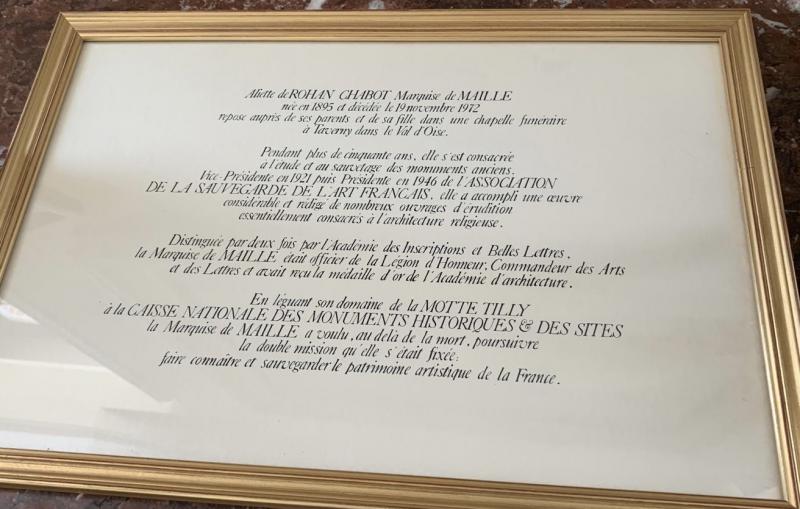 Aliette de ROHAN CHABOT Marquise de MAILLE
née en 1895 et décédée le 19 novembre 1972
repose auprès de ses parents et de sa fille dans une chapelle funéraire
à Taverny dans le Val d'Oise.
Pendant plus de cinquante ans, elle s'est consacrée
a l'étude et au sauvetage des monuments anciens.
Vice-Présidente en 1921 puis Présidente en 1946 de l'ASSOCIATION
DE LA SAUVEGARDE DE L'ART FRANCAIS, elle a accompli une œuvre
considérable et rédigé de nombreux ouvrages d'érudition
essentiellement consacrés à l'architecture religieuse.
Distinguée par deux fois par l'Académie des Inscriptions et Belles Lettres,
la Marquise de MAILLE était officier de la Légion d'Honneur, Commandeur des Arts
et des Lettres et avait reçu la médaille d'or de l'Académie d'architecture.
En léguant son domaine de la MOTTE TILLY
à la CAISSE NATIONALE DES MONUMENTS HISTORIQUES & DES SITES
la Marquise de MAILLE a voulu, au delà de la mort, poursuivre
la double mission qu'elle s'était fixée:
faire connaître et sauvegarder le patrimoine artistique de la France.